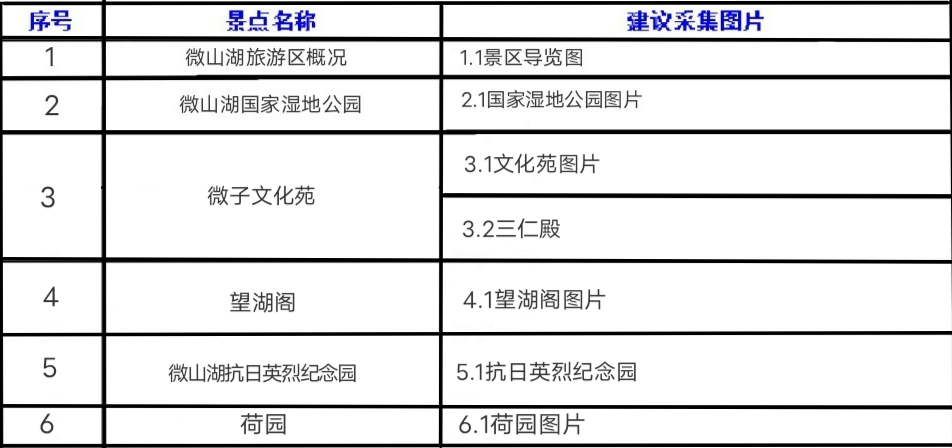 序号 景点名称 建议采集图片
1 微山湖旅游区概况 1.1景区导览图
2 微山湖国家湿地公园 2.1国家湿地公园图片
3 微子文化苑 3.1文化苑图片
3.2三仁殿
4 望湖阁 4.1望湖阁图片
5 微山湖抗日英烈纪念园 5.1抗日英烈纪念园
6 荷园 6.1荷园图片